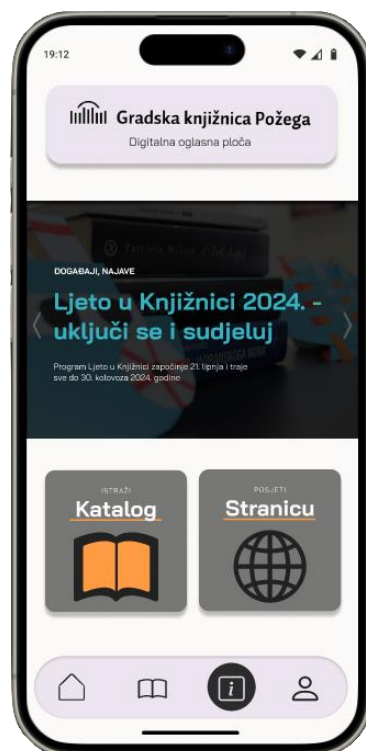 19:12
Gradska knjižnica Požega
Digitalna oglasna ploča
DOGAĐAJI, NAJAVE
Ljeto u Knjižnici 2024. -
uključi se i sudjeluj
Program Ljeto u Knjižnici započinje 21. lipnja i traje
sve do 30. kolovoza 2024. godine
ISTRAŽI
Katalog
POSJETI
Stranicu
i